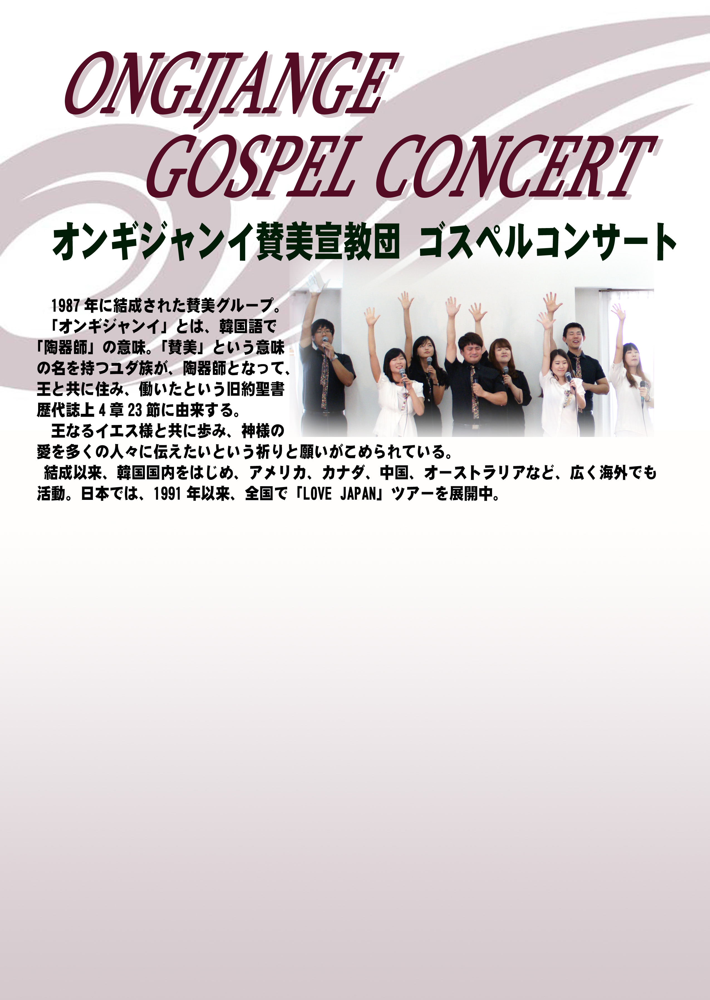 ONGIJANGE
GOSPEL CONCERT
オンギジャンイ賛美宣教団 ゴスペルコンサート
1987年に結成された賛美グループ。
「オンギジャンイ」とは、韓国語で
「陶器師」の意味。「賛美」という意味
の名を持つユダ族が、陶器師となって、
王と共に住み、働いたという旧約聖書
歴代誌上4章23節に由来する。
王なるイエス様と共に歩み、神様の
愛を多くの人々に伝えたいという祈りと願いがこめられている。
結成以来、韓国国内をはじめ、アメリカ、カナダ、中国、オーストラリアなど、広く海外でも
活動。日本では、1991年以来、全国で「LOVE JAPAN」ツアーを展開中。